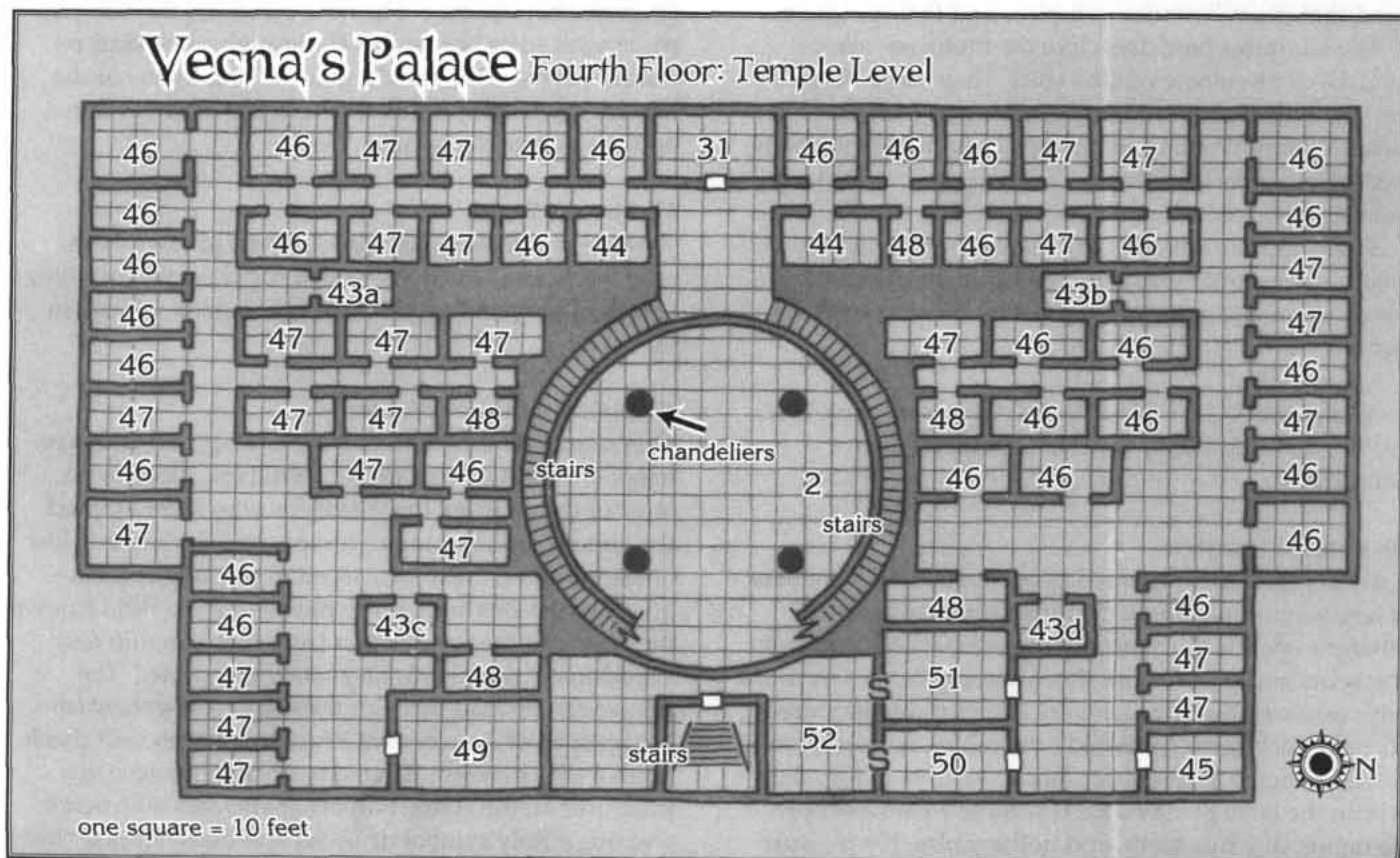 Vecna's Palace Fourth Floor: Temple Level
46 46 47 47 46 46 31 46 46 46 47 47 46
46 46 47 47 46 44 44 48 46 47 46 46
46 43a 43b 47
46 47 47 47 47 46 46 47
46
47 47 47 48 chandeliers 48 46 46 47
46 47 46 stairs 2 46 46 46
stairs
47 47 46
46 48 46
46 43c 43d
47 48 51 47
47 49 stairs 52 50 47
47 S S 45
N
one square = 10 feet